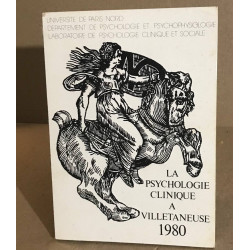 UNIVERSITE DE PARIS NORD
DEPARTEMENT DE PSYCHOLOGIE ET PSYCHOPHYSIOLOGIE
LABORATOIRE DE PSYCHOLOGIE CLINIQUE ET SOCIALE
LA
PSYCHOLOGIE
CLINIQUE A
VILLETANEUSE
1980